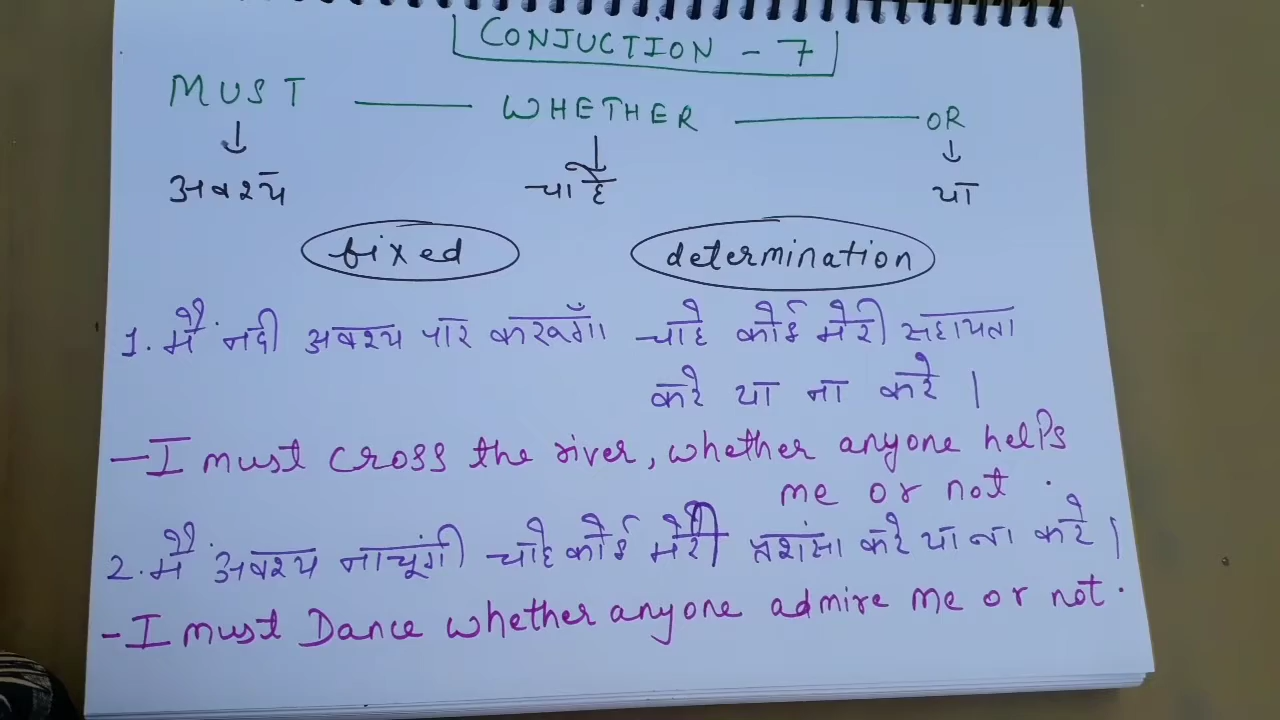 CONJUCTION - 7
MUST — WHETHER — OR
अवश्य चाहे या
fixed determination
1. मैं नदी अवश्य पार करूँगा चाहे कोई मेरी सहायता
करे या ना करे |
- I must cross the river, whether anyone helps
me or not.
2. मैं अवश्य नाचूंगी चाहे कोई मेरी प्रशंसा करे या ना करे |
- I must Dance whether anyone admire me or not.